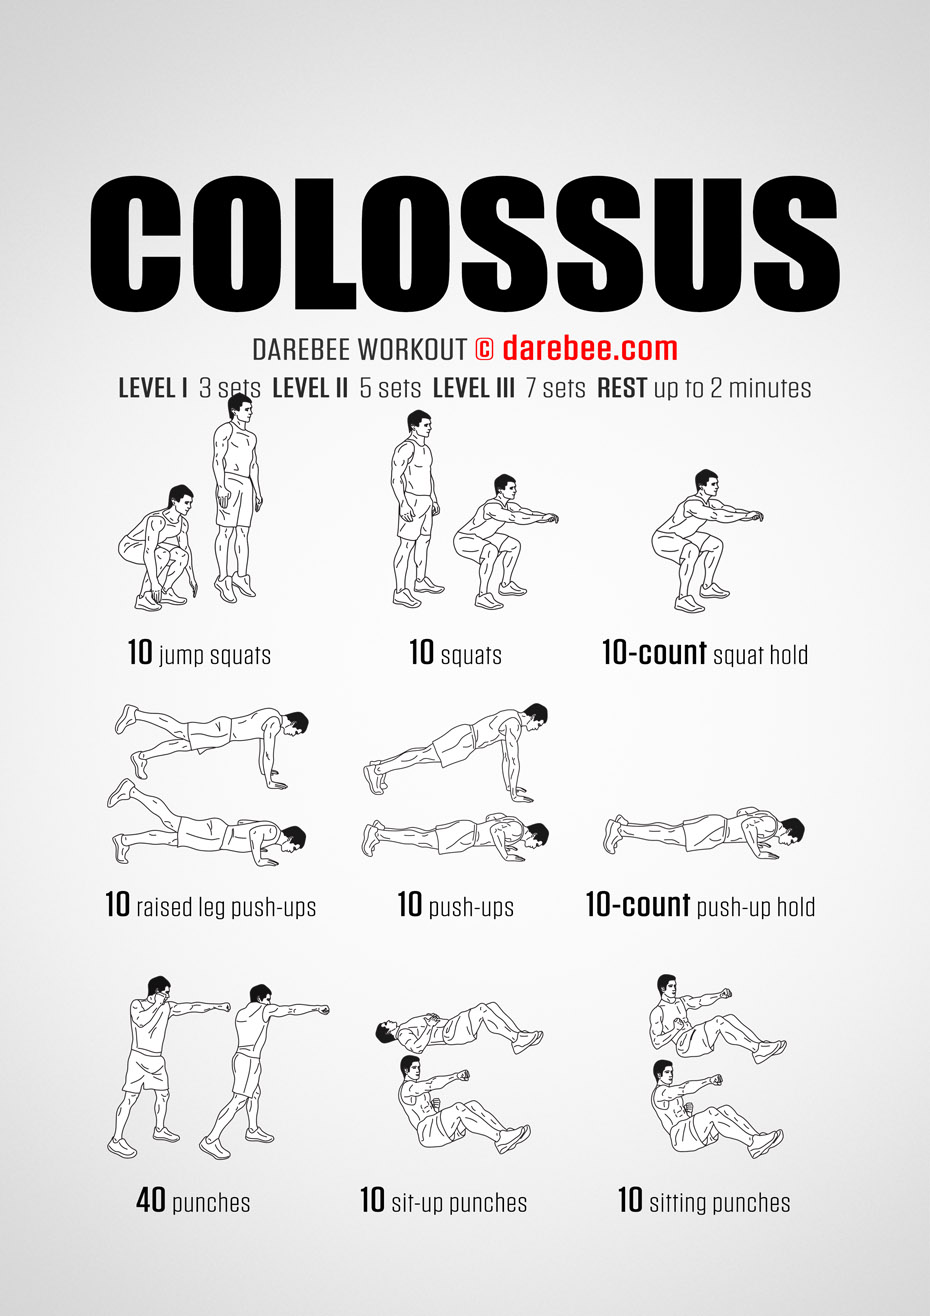 COLOSSUS
DAREBEE WORKOUT © darebee.com
LEVEL I 3 sets LEVEL II 5 sets LEVEL III 7 sets REST up to 2 minutes
10 jump squats
10 squats
10-count squat hold
10 raised leg push-ups
10 push-ups
10-count push-up hold
40 punches
10 sit-up punches
10 sitting punches